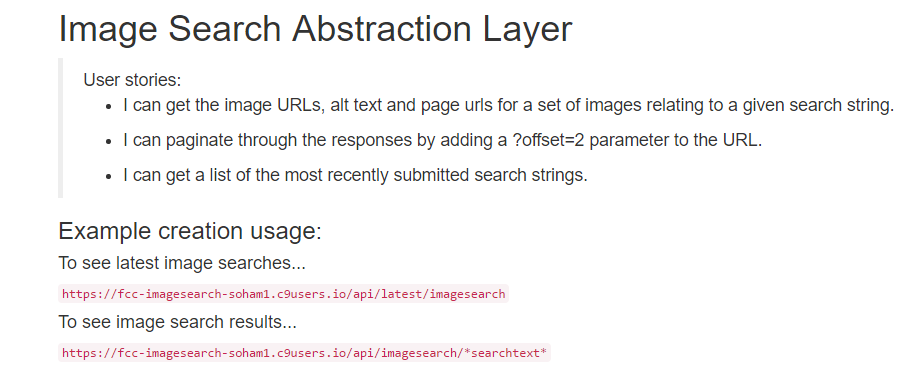 Image Search Abstraction Layer
User stories:
• I can get the image URLs, alt text and page urls for a set of images relating to a given search string.
• I can paginate through the responses by adding a ?offset=2 parameter to the URL.
• I can get a list of the most recently submitted search strings.
Example creation usage:
To see latest image searches...
https://fcc-imagesearch-soham1.c9users.io/api/latest/imagesearch
To see image search results...
https://fcc-imagesearch-soham1.c9users.io/api/imagesearch/*searchtext*